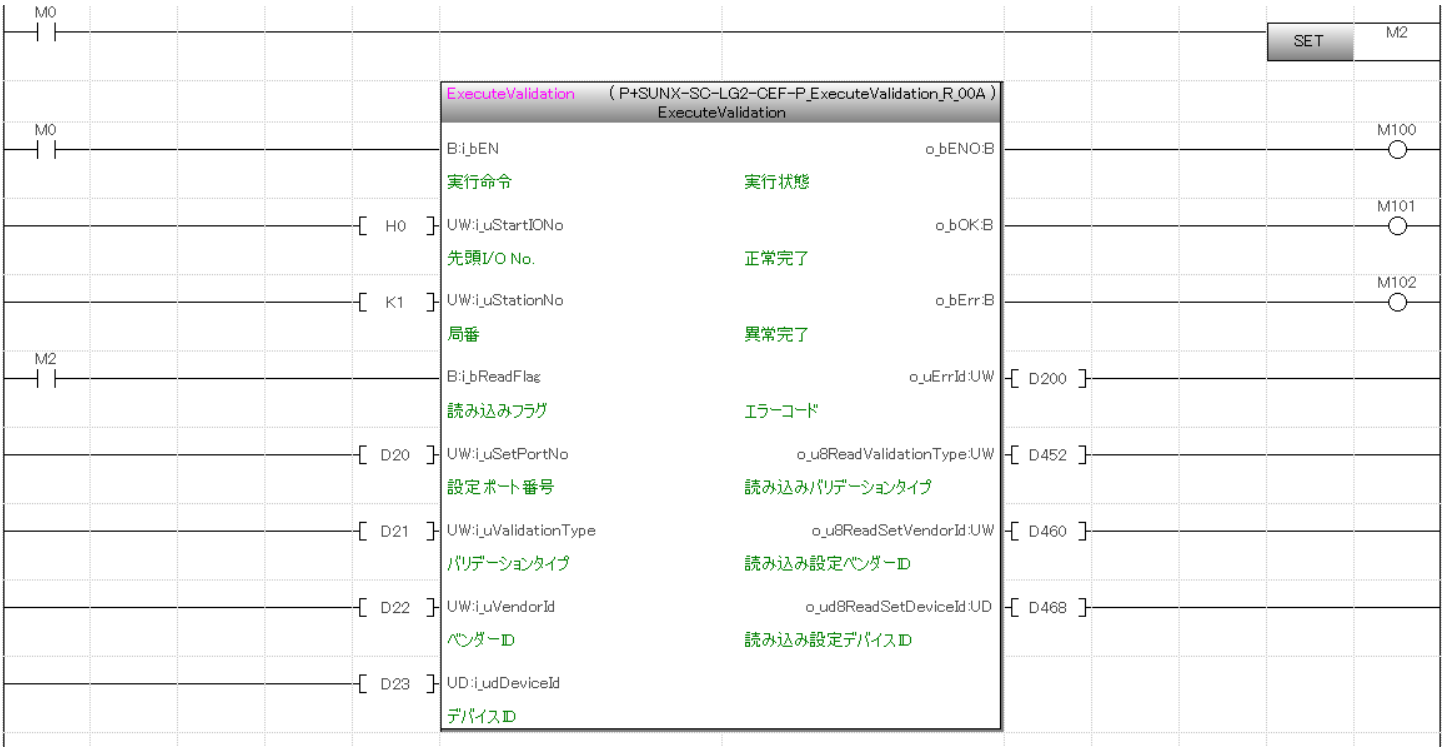 M0
SET M2
ExecuteValidation (P+SUNX-SC-LG2-CEF-P_ExecuteValidation_R_00A)
ExecuteValidation
M0 M100
B:i_bEN o_bENO:B
実行命令 実行状態
M101
H0 UW:i_uStartIONo o_bOK:B
先頭I/O No. 正常完了
M102
K1 UW:i_uStationNo o_bErr:B
局番 異常完了
M2
B:i_bReadFlag o_uErrId:UW D200
読み込みフラグ エラーコード
D20 UW:i_uSetPortNo o_u8ReadValidationType:UW D452
設定ポート番号 読み込みバリデーションタイプ
D21 UW:i_uValidationType o_u8ReadSetVendorId:UW D460
バリデーションタイプ 読み込み設定ベンダーID
D22 UW:i_uVendorId o_ud8ReadSetDeviceId:UD D468
ベンダーID 読み込み設定デバイスID
D23 UD:i_udDeviceId
デバイスID